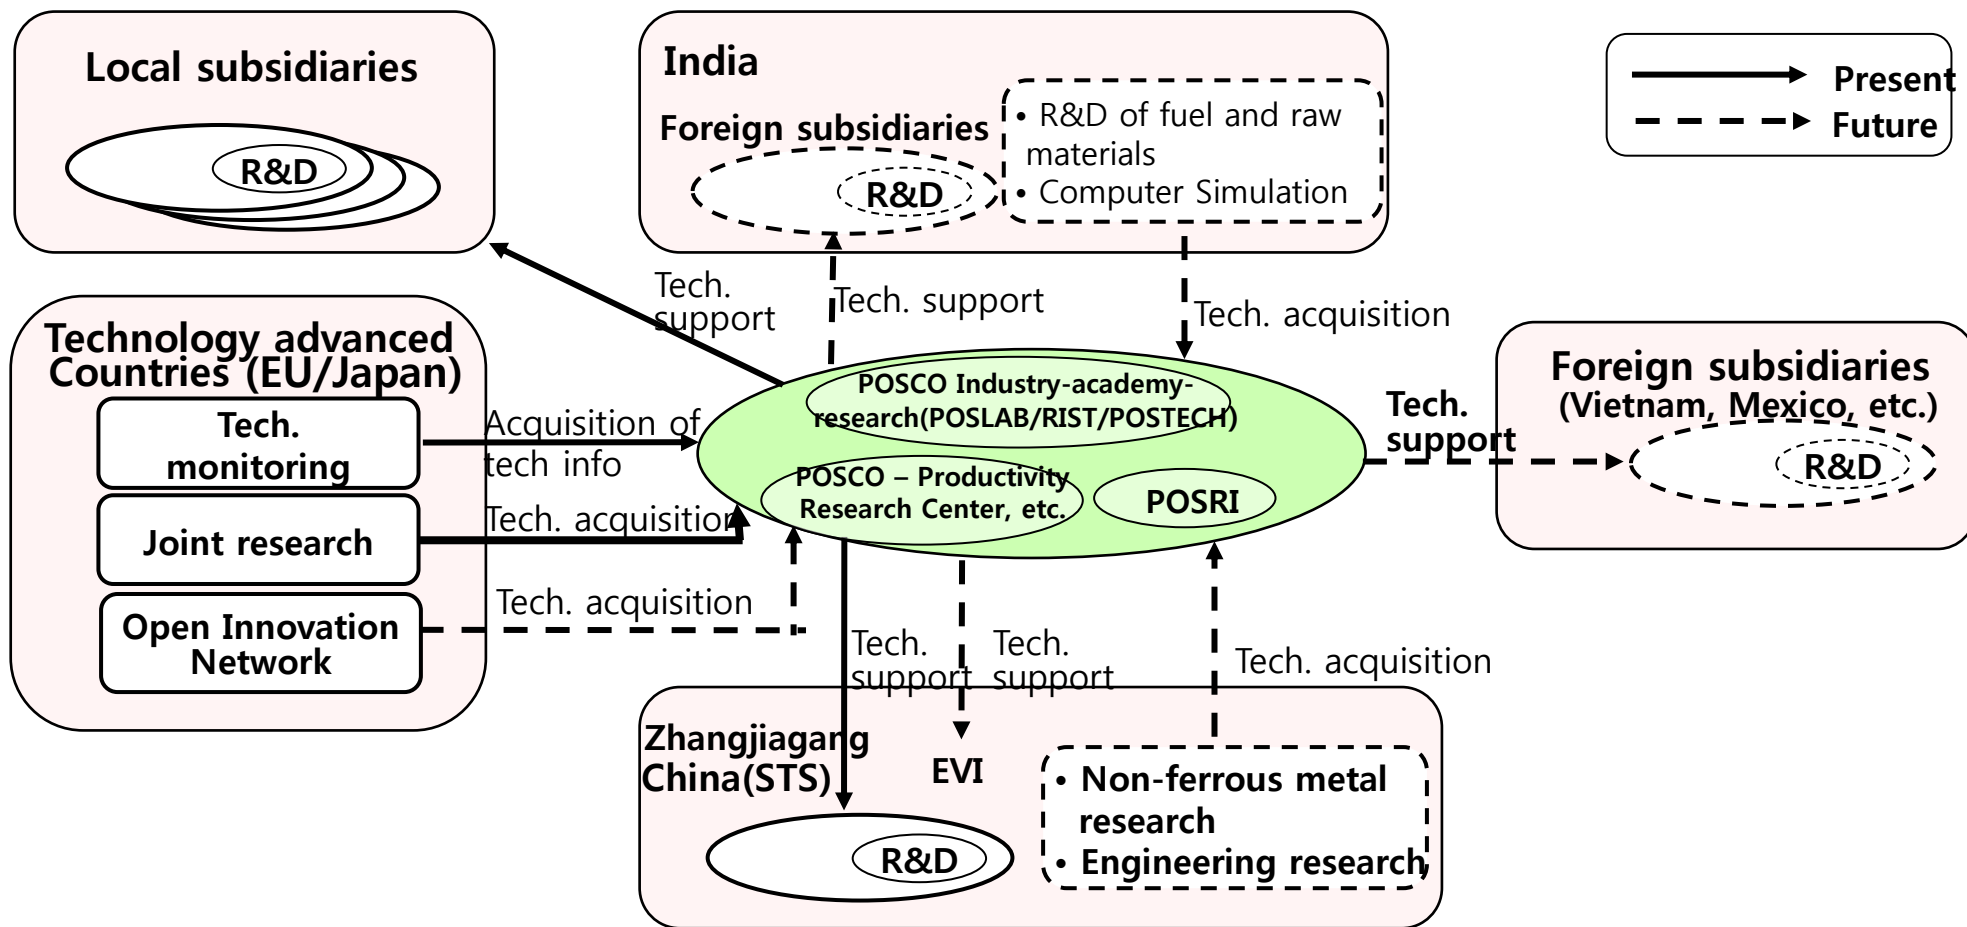 Local subsidiaries
R&D
India
Foreign subsidiaries
R&D
• R&D of fuel and raw
materials
• Computer Simulation
Present
Future
Tech.
support
Tech. support
Tech. acquisition
Technology advanced
Countries (EU/Japan)
Tech.
monitoring
Joint research
Open Innovation
Network
Acquisition of
tech info
Tech. acquisition
Tech. acquisition
POSCO Industry-academy-
research(POSLAB/RIST/POSTECH)
POSCO – Productivity
Research Center, etc.
POSRI
Tech.
support
Foreign subsidiaries
(Vietnam, Mexico, etc.)
R&D
Tech.
support
Tech.
support
Tech. acquisition
Zhangjiagang
China(STS)
EVI
R&D
• Non-ferrous metal
research
• Engineering research